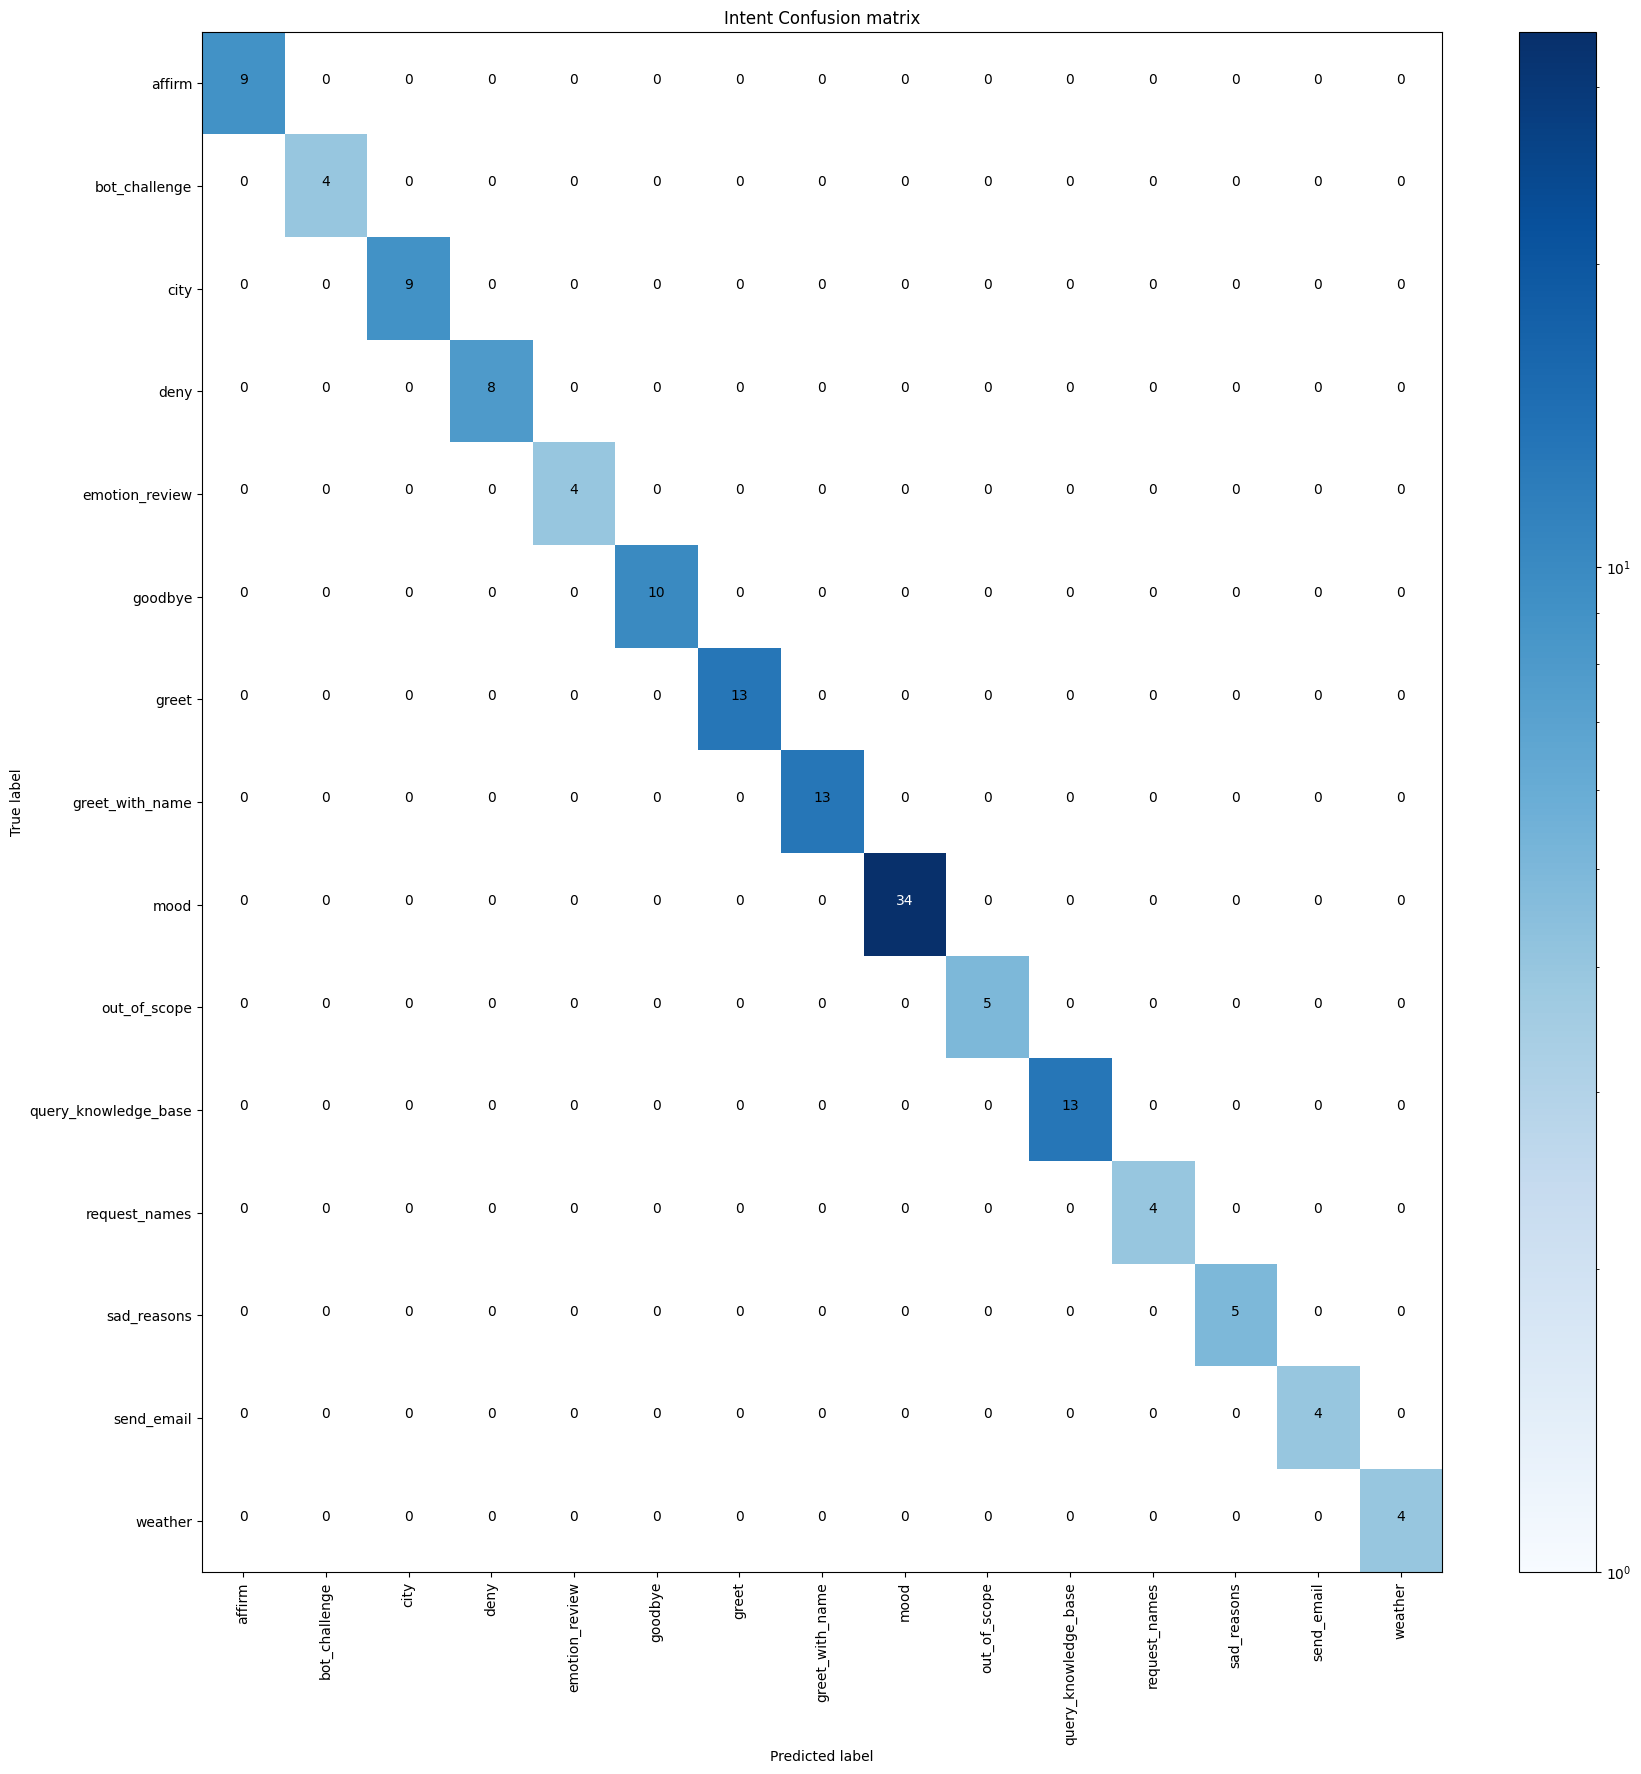 Intent Confusion matrix
affirm 9 0 0 0 0 0 0 0 0 0 0 0 0 0 0
bot_challenge 0 4 0 0 0 0 0 0 0 0 0 0 0 0 0
city 0 0 9 0 0 0 0 0 0 0 0 0 0 0 0
deny 0 0 0 8 0 0 0 0 0 0 0 0 0 0 0
emotion_review 0 0 0 0 4 0 0 0 0 0 0 0 0 0 0
goodbye 0 0 0 0 0 10 0 0 0 0 0 0 0 0 0
10¹
greet 0 0 0 0 0 0 13 0 0 0 0 0 0 0 0
True label
greet_with_name 0 0 0 0 0 0 0 13 0 0 0 0 0 0 0
mood 0 0 0 0 0 0 0 0 34 0 0 0 0 0 0
out_of_scope 0 0 0 0 0 0 0 0 0 5 0 0 0 0 0
query_knowledge_base 0 0 0 0 0 0 0 0 0 0 13 0 0 0 0
request_names 0 0 0 0 0 0 0 0 0 0 0 4 0 0 0
sad_reasons 0 0 0 0 0 0 0 0 0 0 0 0 5 0 0
send_email 0 0 0 0 0 0 0 0 0 0 0 0 0 4 0
weather 0 0 0 0 0 0 0 0 0 0 0 0 0 0 4
10⁰
affirm
bot_challenge
city
deny
emotion_review
goodbye
greet
greet_with_name
mood
out_of_scope
query_knowledge_base
request_names
sad_reasons
send_email
weather
Predicted label